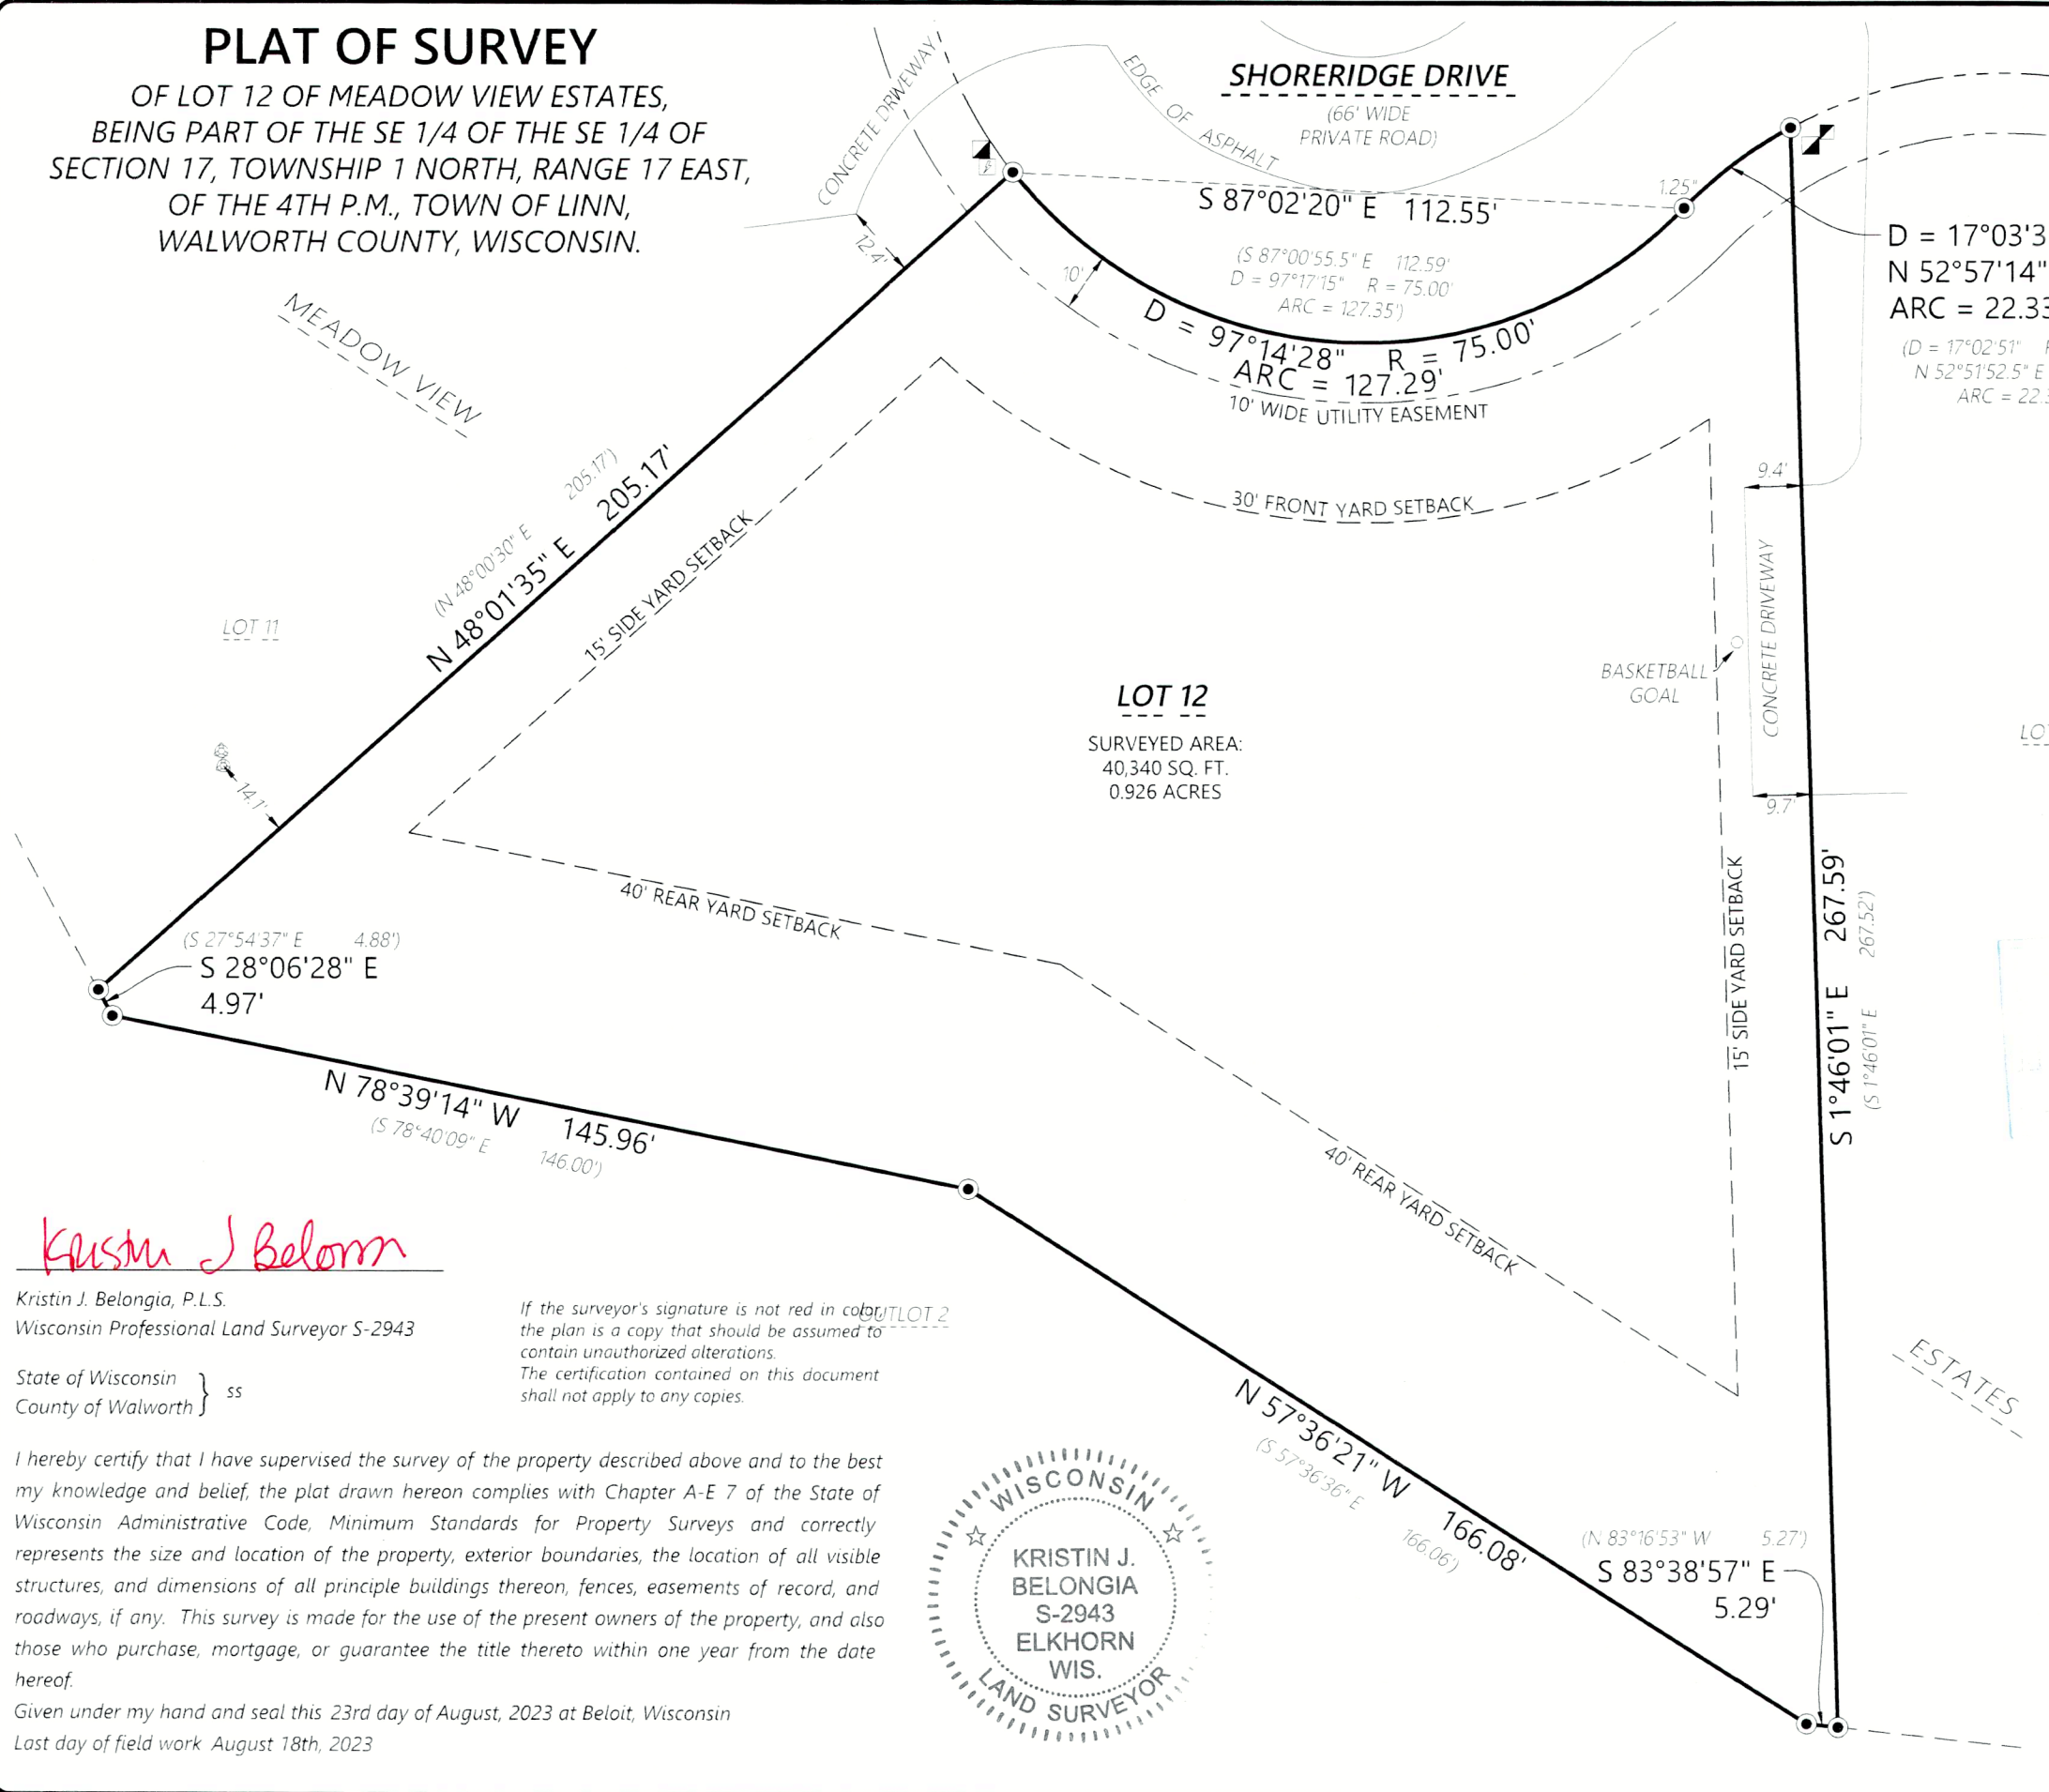 PLAT OF SURVEY
OF LOT 12 OF MEADOW VIEW ESTATES,
BEING PART OF THE SE 1/4 OF THE SE 1/4 OF
SECTION 17, TOWNSHIP 1 NORTH, RANGE 17 EAST,
OF THE 4TH P.M., TOWN OF LINN,
WALWORTH COUNTY, WISCONSIN.
CONCRETE DRIVEWAY
EDGE OF ASPHALT
SHORERIDGE DRIVE
(66' WIDE
PRIVATE ROAD)
1.25"
S 87°02'20" E 112.55'
(S 87°00'55.5" E 112.59'
D = 97°17'15" R = 75.00'
ARC = 127.35')
12.4'
10'
D = 97°14'28" R = 75.00'
ARC = 127.29'
10' WIDE UTILITY EASEMENT
D = 17°03'3
N 52°57'14"
ARC = 22.33
(D = 17°02'51"
N 52°51'52.5" E
ARC = 22.
MEADOW VIEW
(N 48°00'30" E 205.17')
N 48°01'35" E 205.17'
15' SIDE YARD SETBACK
30' FRONT YARD SETBACK
9.4'
CONCRETE DRIVEWAY
BASKETBALL
GOAL
9.7'
LOT 11
LOT 12
SURVEYED AREA:
40,340 SQ. FT.
0.926 ACRES
LO
14.1'
40' REAR YARD SETBACK
15' SIDE YARD SETBACK
S 1°46'01" E 267.59'
(S 1°46'01" E 267.52')
(S 27°54'37" E 4.88')
S 28°06'28" E
4.97'
N 78°39'14" W 145.96'
(S 78°40'09" E 146.00')
40' REAR YARD SETBACK
OUTLOT 2
ESTATES
N 57°36'21" W 166.08'
(S 57°36'36" E 166.06')
(N 83°16'53" W 5.27')
S 83°38'57" E
5.29'
Kristin J Belon
Kristin J. Belongia, P.L.S.
Wisconsin Professional Land Surveyor S-2943
State of Wisconsin
County of Walworth } ss
If the surveyor's signature is not red in color,
the plan is a copy that should be assumed to
contain unauthorized alterations.
The certification contained on this document
shall not apply to any copies.
I hereby certify that I have supervised the survey of the property described above and to the best
my knowledge and belief, the plat drawn hereon complies with Chapter A-E 7 of the State of
Wisconsin Administrative Code, Minimum Standards for Property Surveys and correctly
represents the size and location of the property, exterior boundaries, the location of all visible
structures, and dimensions of all principle buildings thereon, fences, easements of record, and
roadways, if any. This survey is made for the use of the present owners of the property, and also
those who purchase, mortgage, or guarantee the title thereto within one year from the date
hereof.
Given under my hand and seal this 23rd day of August, 2023 at Beloit, Wisconsin
Last day of field work August 18th, 2023
WISCONSIN
KRISTIN J.
BELONGIA
S-2943
ELKHORN
WIS.
LAND SURVEYOR